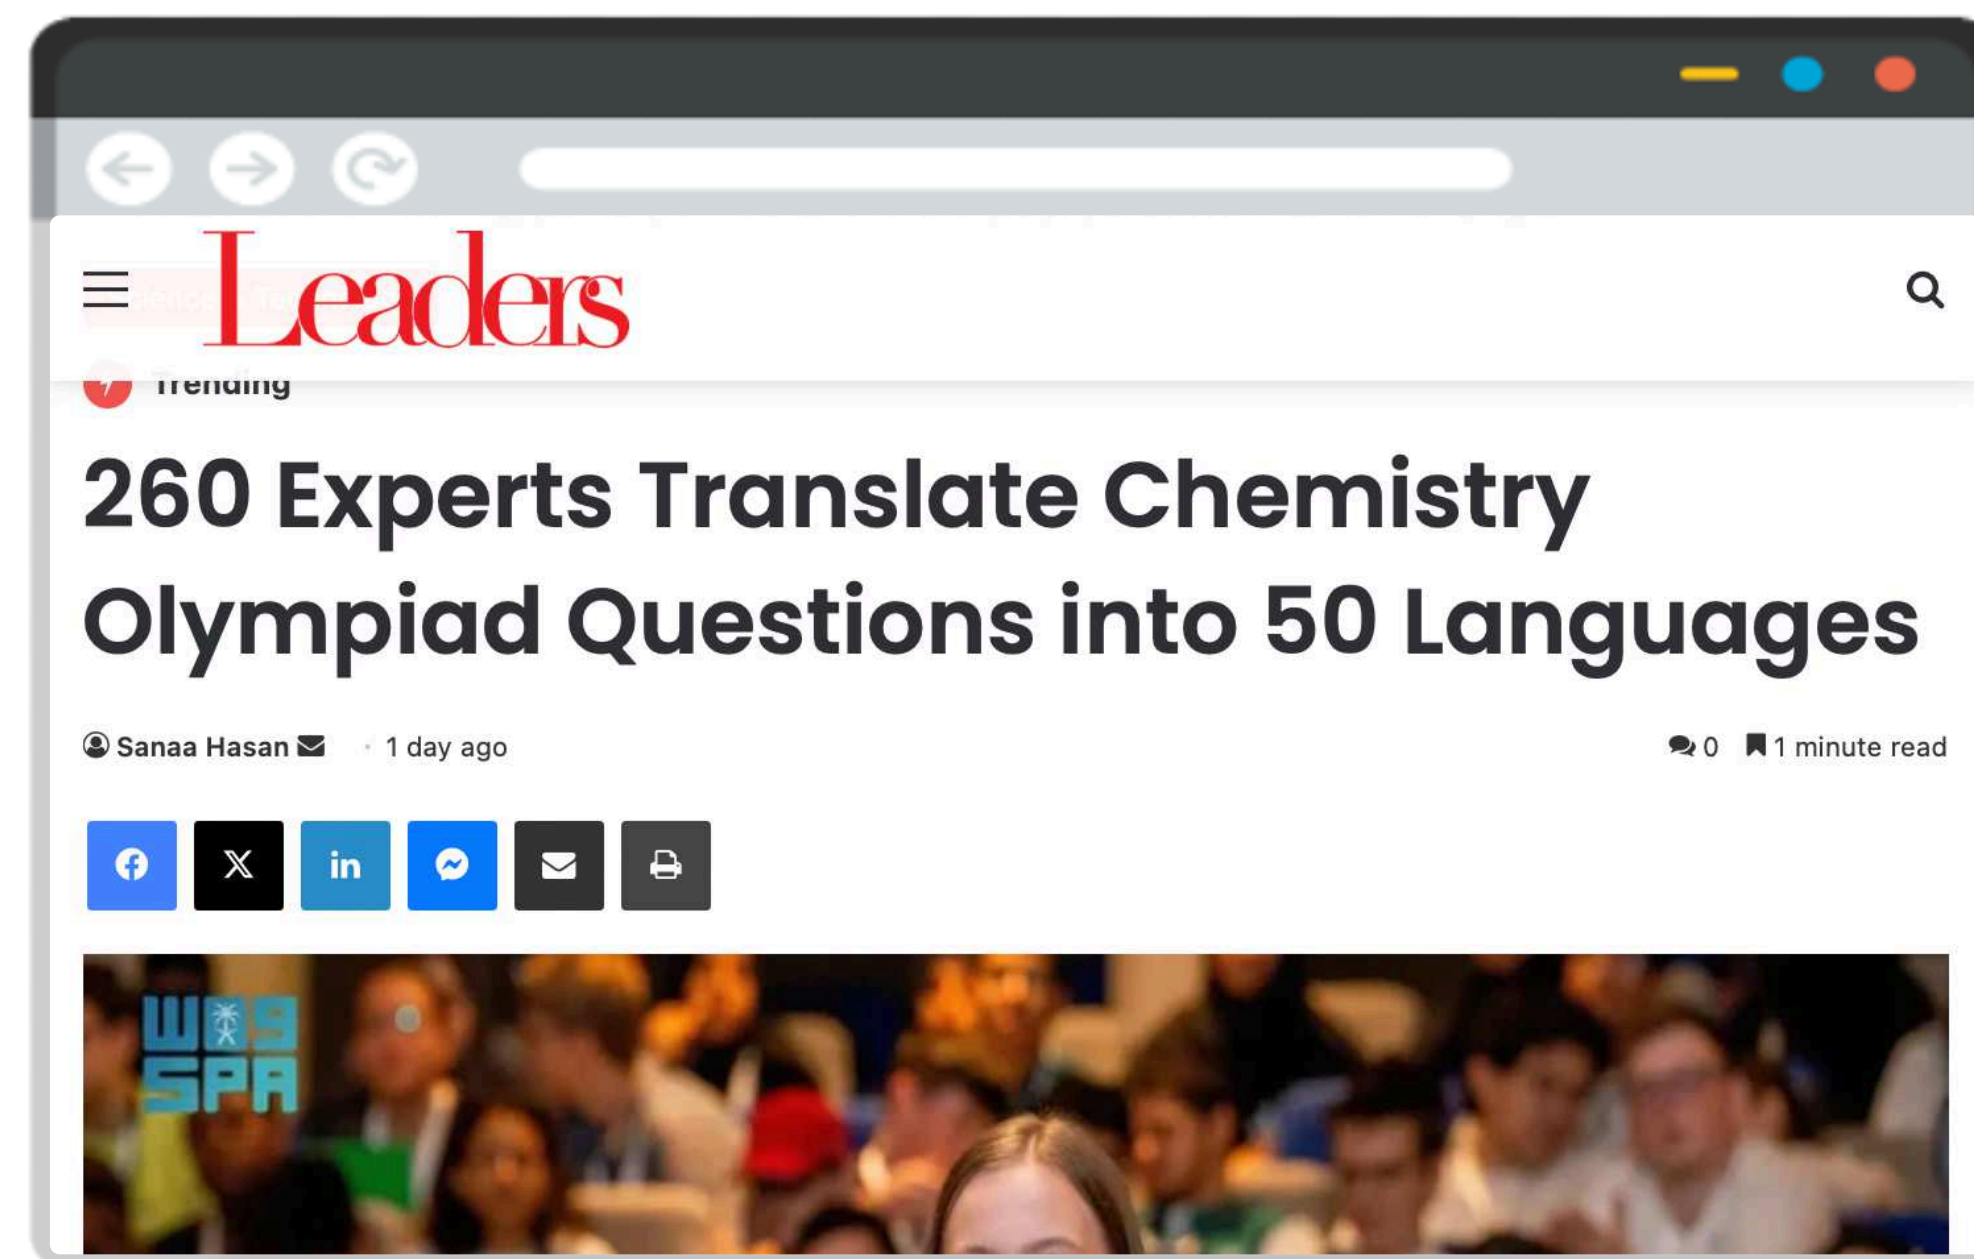 Leaders
Trending
260 Experts Translate Chemistry
Olympiad Questions into 50 Languages
Sanaa Hasan · 1 day ago 0 1 minute read
X in
SPA